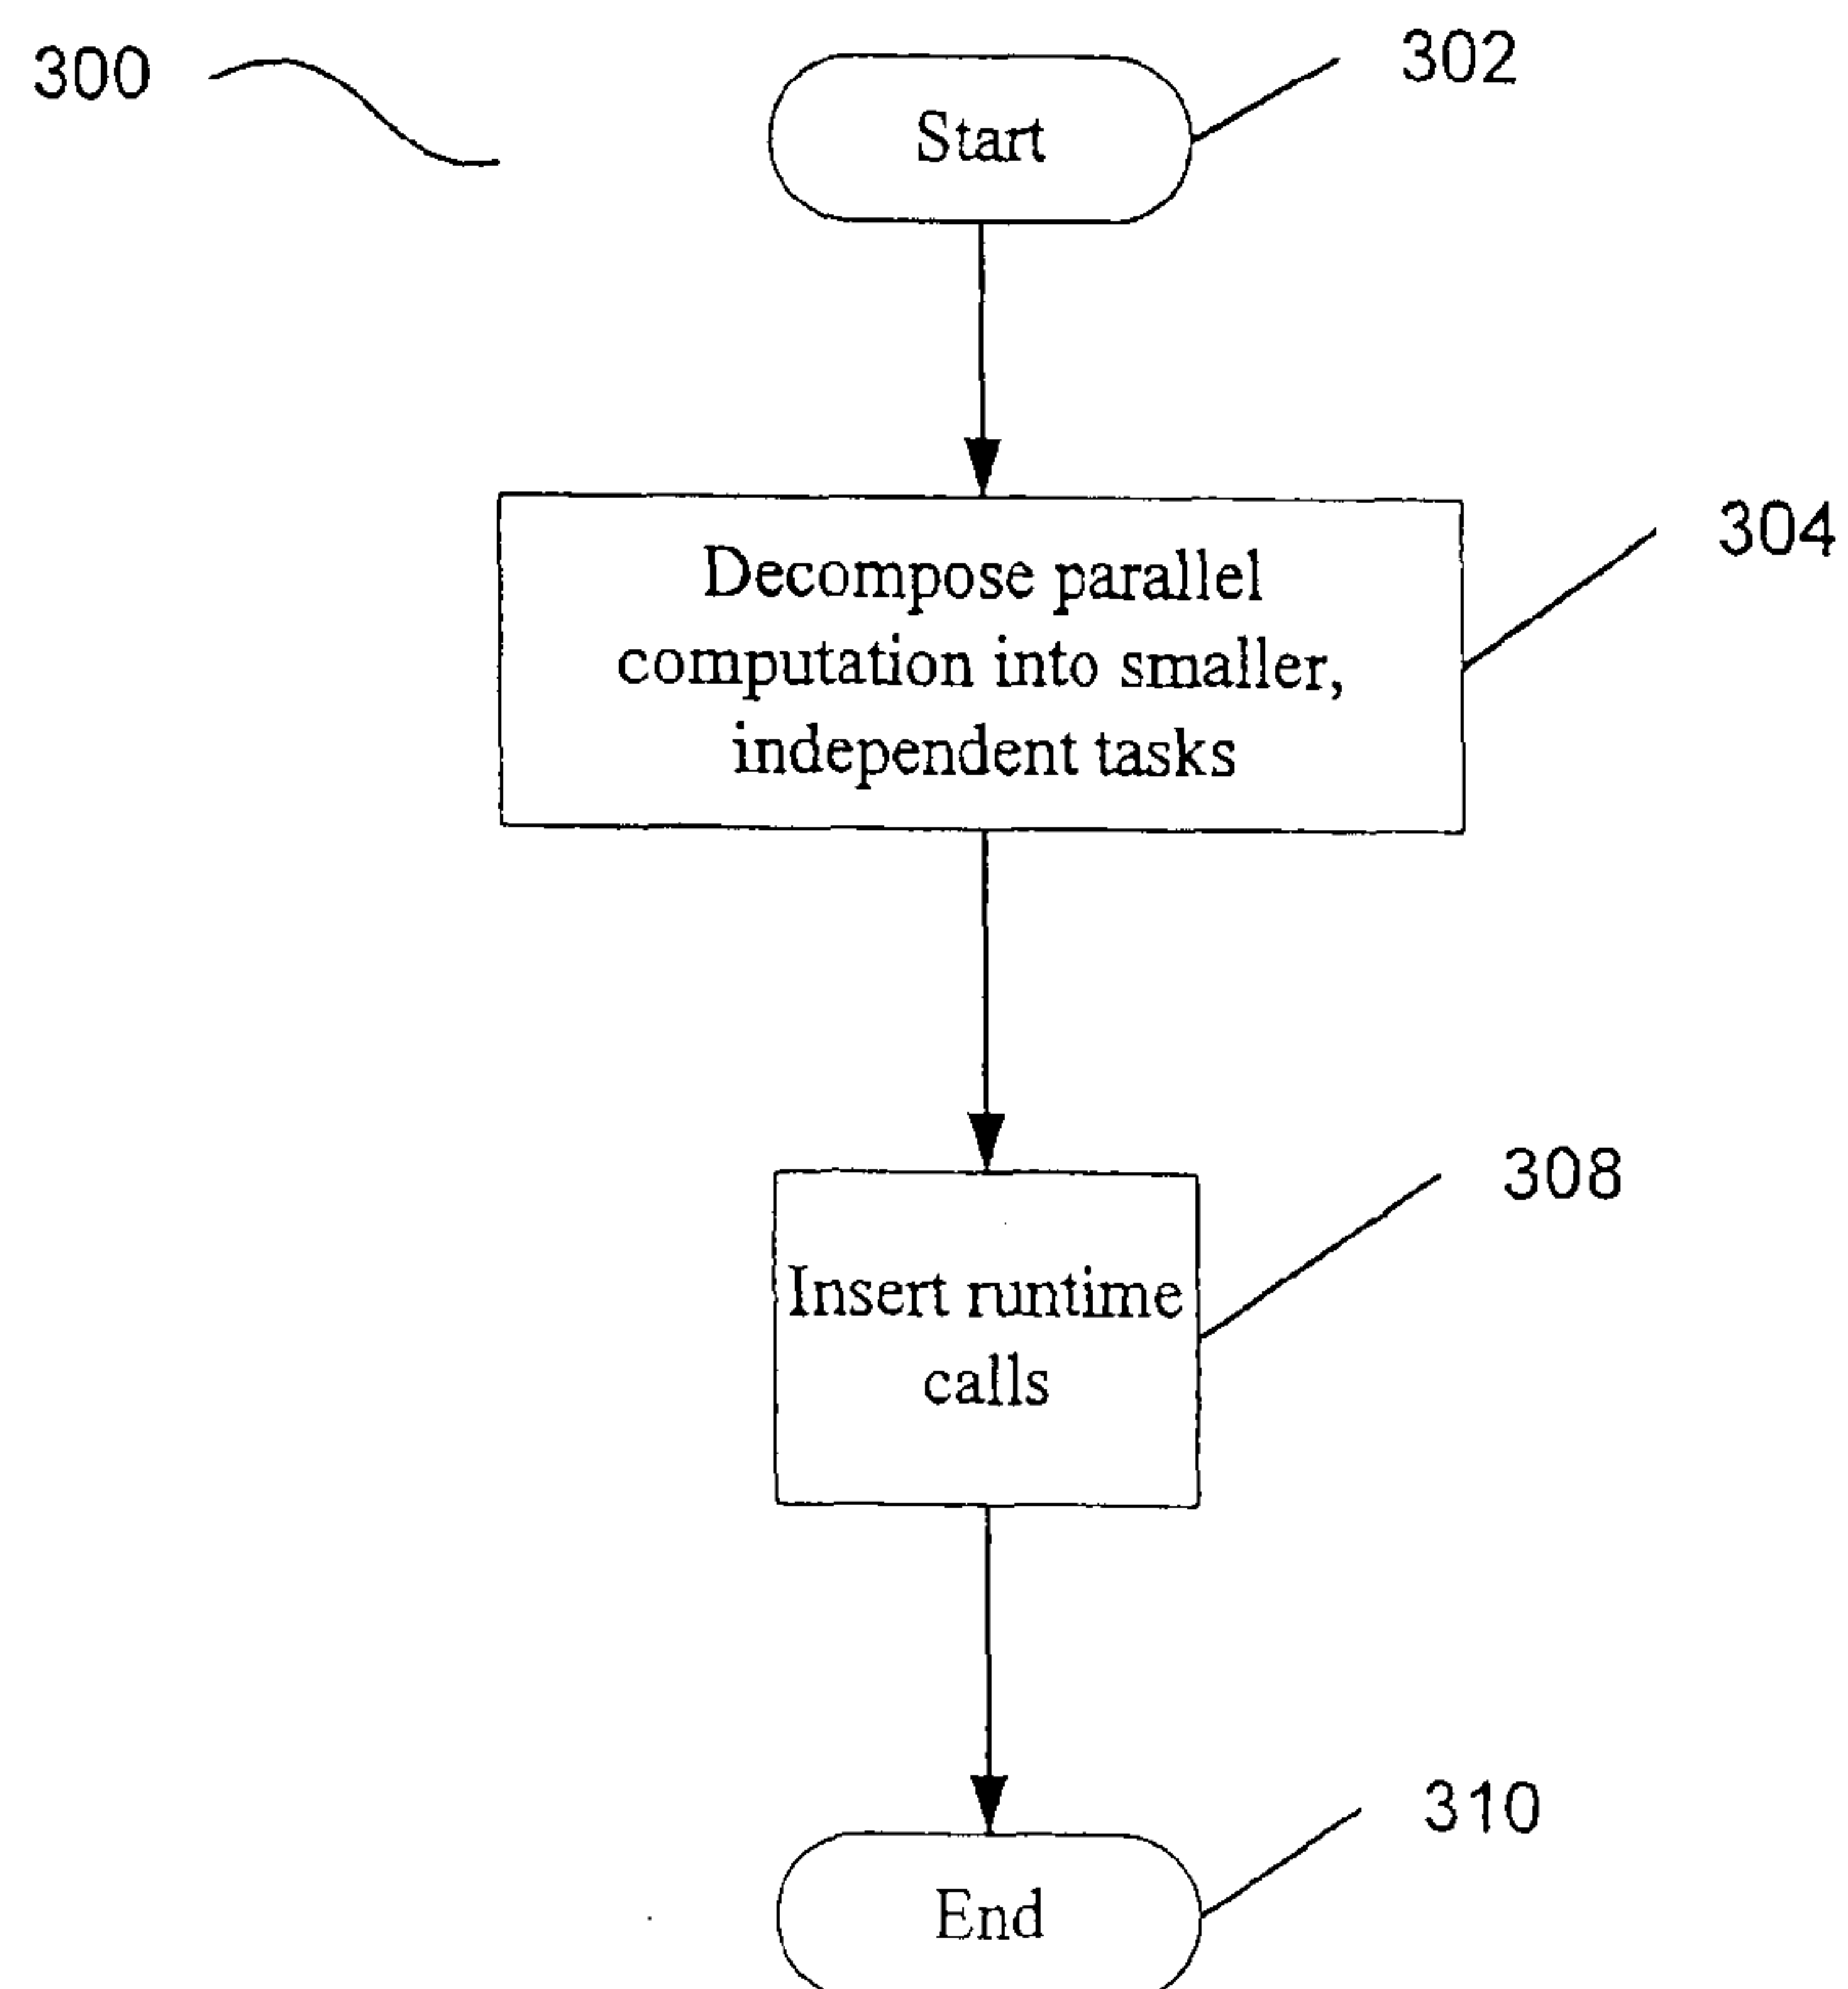 300
302
Start
304
Decompose parallel
computation into smaller,
independent tasks
308
Insert runtime
calls
310
End